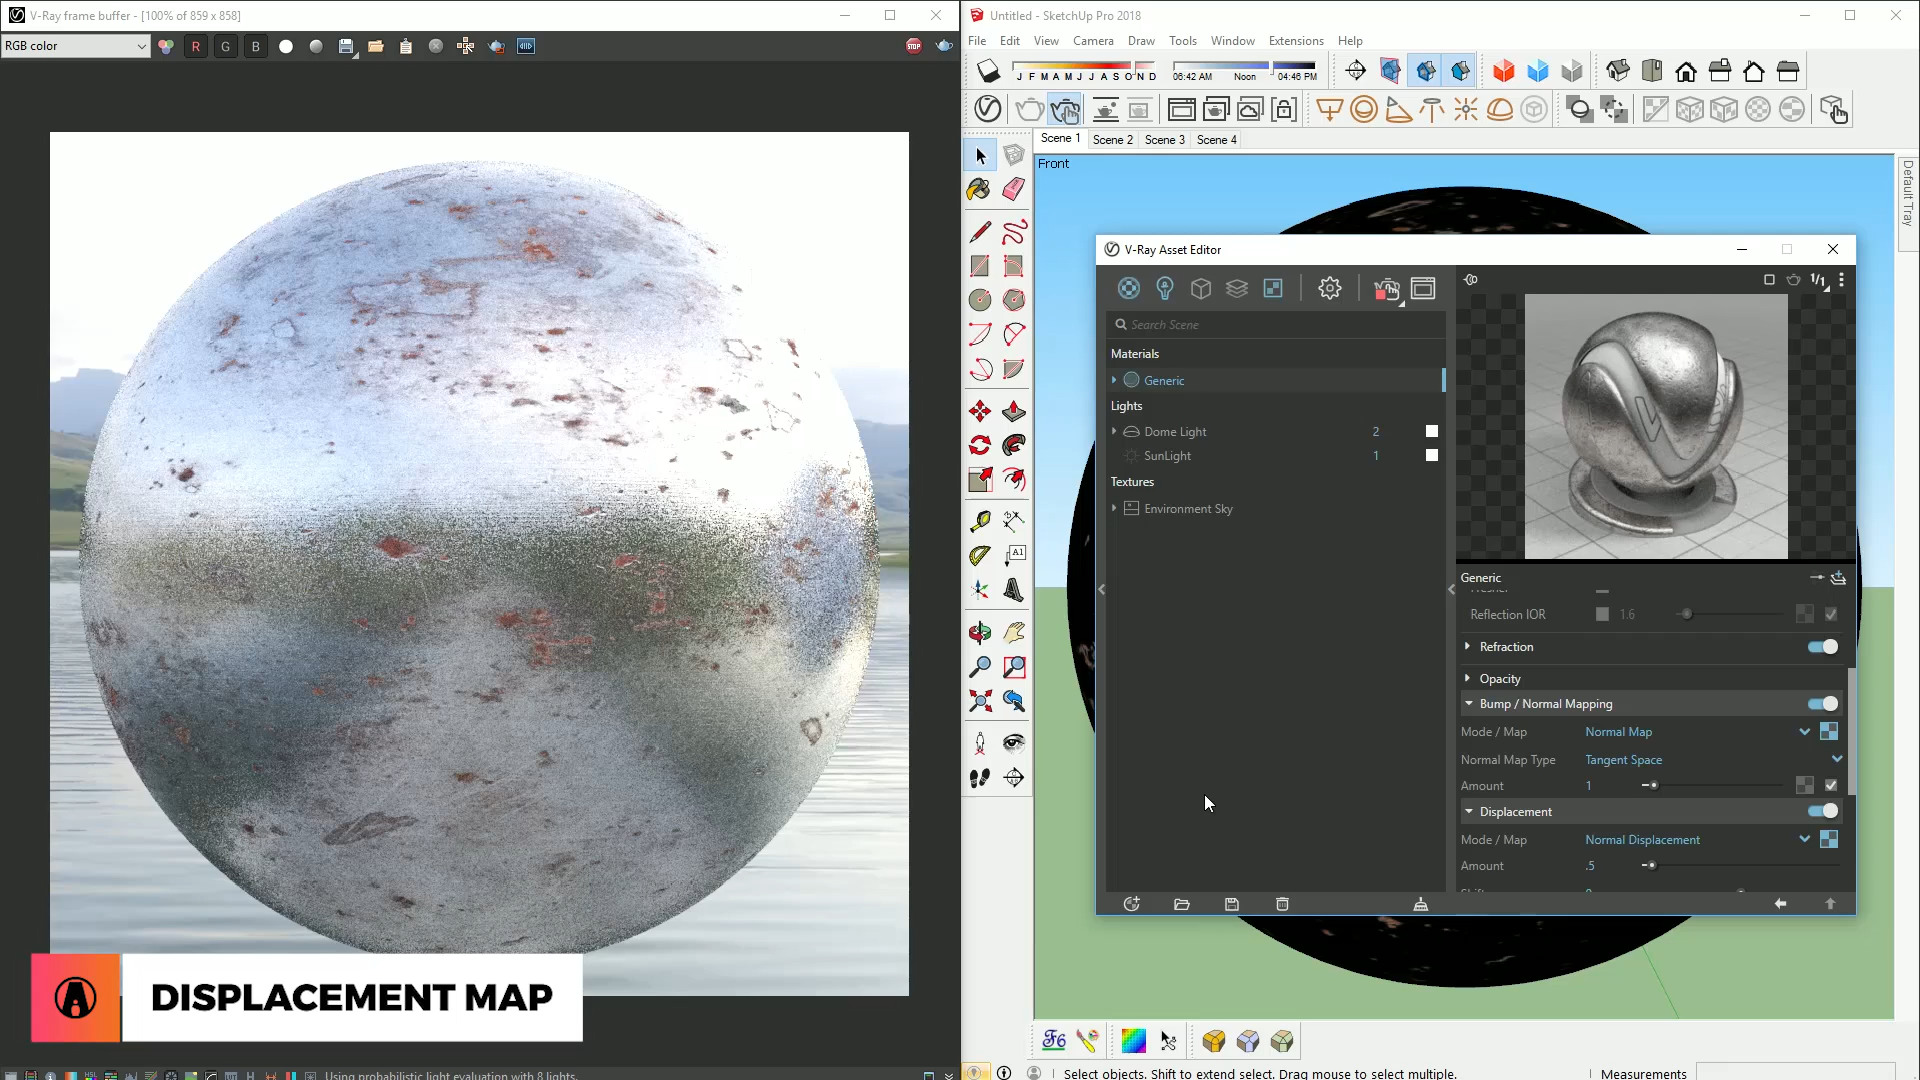 V-Ray frame buffer - [100% of 859 x 858]
RGB color
R
G
B
STOP
DISPLACEMENT MAP
Using probabilistic light evaluation with 8 lights.
Untitled - SketchUp Pro 2018
File Edit View Camera Draw Tools Window Extensions Help
J F M A M J J A S O N D
06:42 AM Noon 04:46 PM
Scene 1 Scene 2 Scene 3 Scene 4
Front
Default Tray
A1
V-Ray Asset Editor
Search Scene
1/1
Materials
Generic
Lights
Dome Light 2
SunLight 1
Textures
Environment Sky
Generic
Reflection IOR 1.6
Refraction
Opacity
Bump / Normal Mapping
Mode / Map Normal Map
Normal Map Type Tangent Space
Amount 1
Displacement
Mode / Map Normal Displacement
Amount .5
Select objects. Shift to extend select. Drag mouse to select multiple.
Measurements